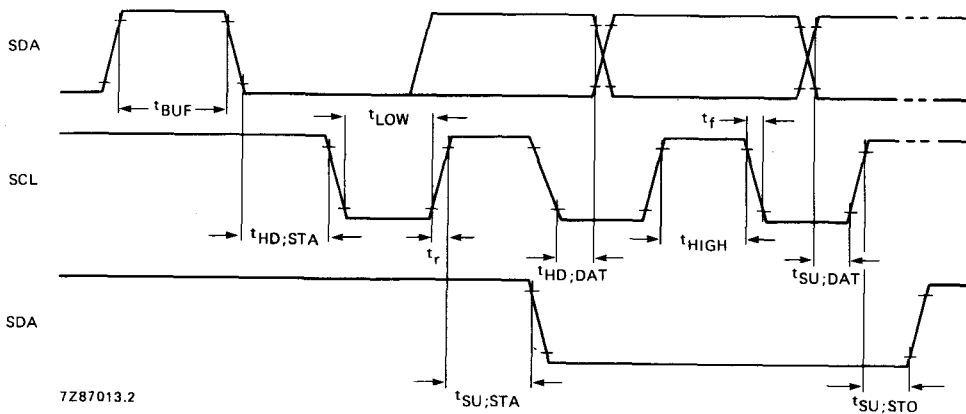 SDA
tBUF
tLOW
tf
SCL
tHD;STA
tr
tHD;DAT
tHIGH
tSU;DAT
SDA
7Z87013.2
tSU;STA
tSU;STO